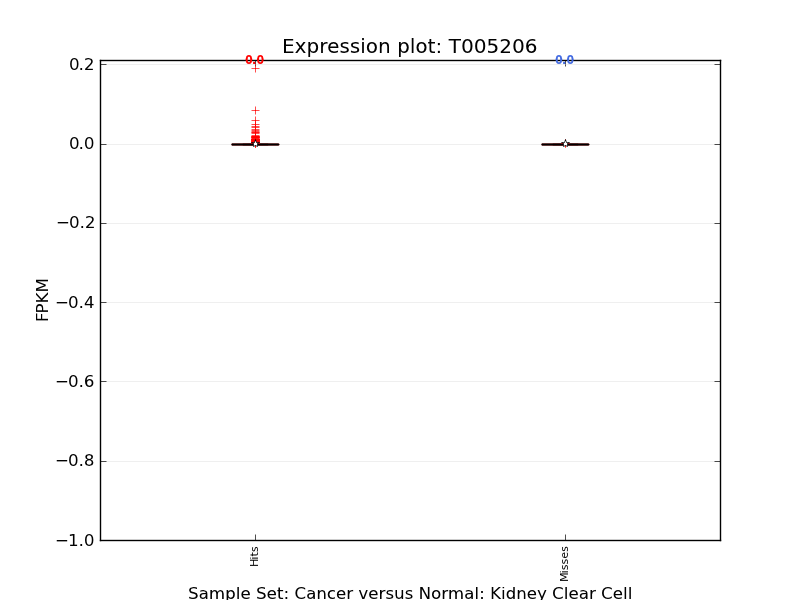 Expression plot: T005206
0.0 0.0
0.2
0.0
−0.2
−0.4
−0.6
−0.8
−1.0
FPKM
Hits Misses
Sample Set: Cancer versus Normal: Kidney Clear Cell